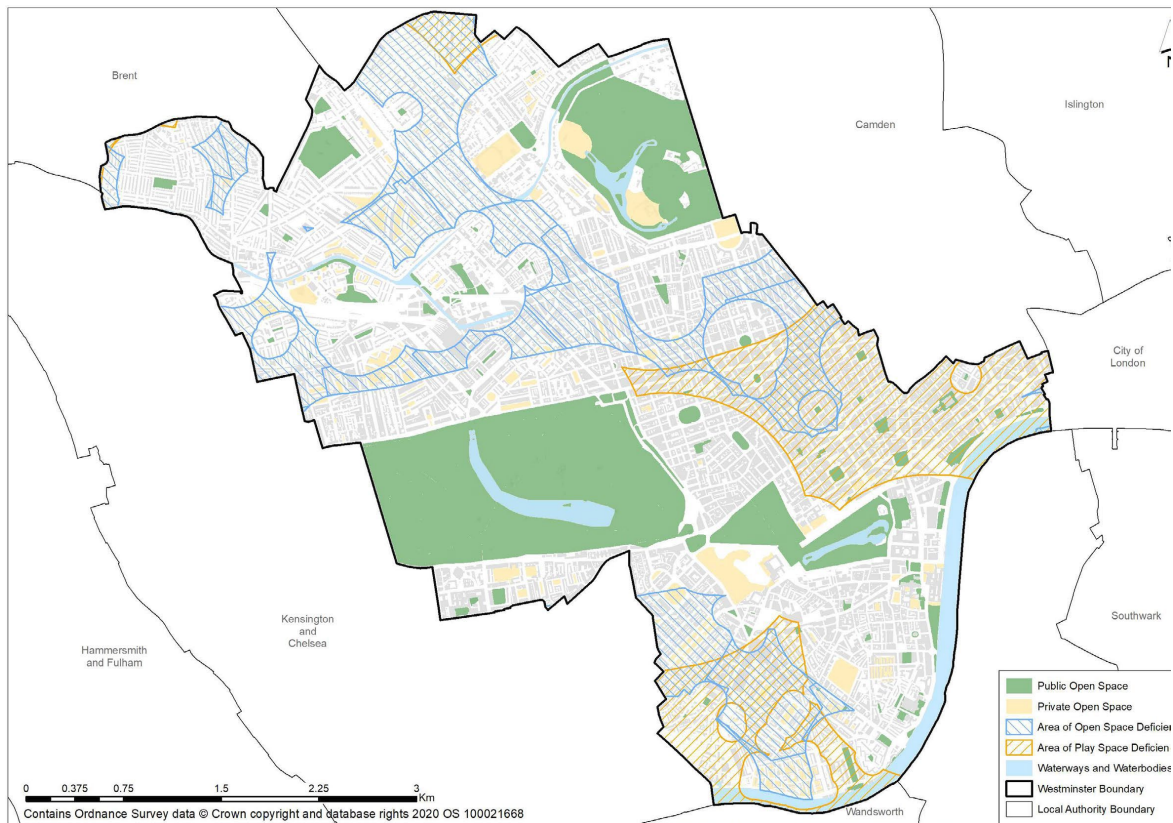 Brent
Camden
Islington
City of
London
Southwark
Kensington
and
Chelsea
Hammersmith
and Fulham
Wandsworth
Public Open Space
Private Open Space
Area of Open Space Deficien
Area of Play Space Deficien
Waterways and Waterbodies
Westminster Boundary
Local Authority Boundary
0 0.375 0.75 1.5 2.25 3
Km
Contains Ordnance Survey data © Crown copyright and database rights 2020 OS 100021668